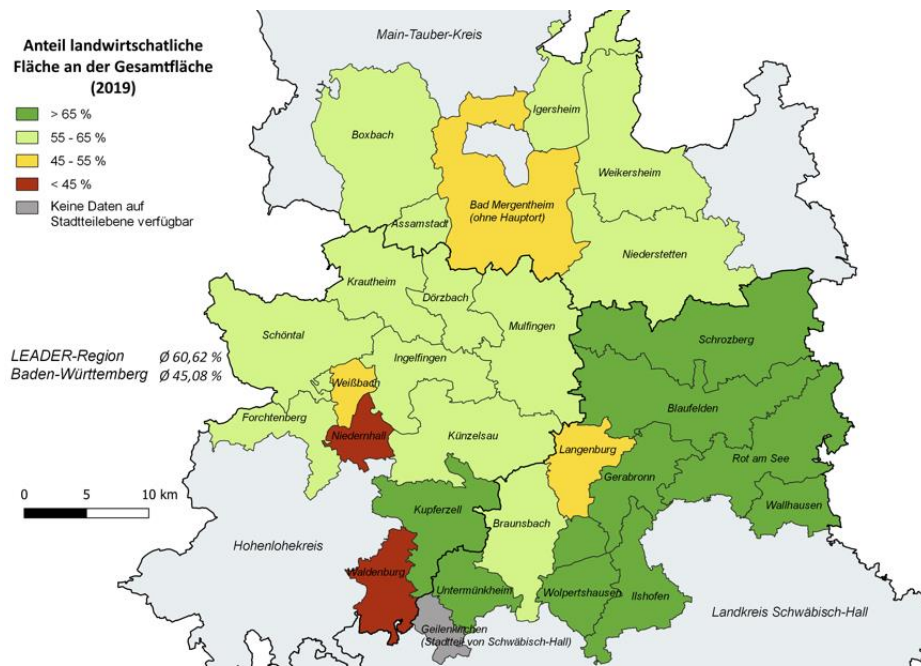 Anteil landwirtschatliche
Fläche an der Gesamtfläche
(2019)
> 65 %
55 - 65 %
45 - 55 %
< 45 %
Keine Daten auf
Stadtteilebene verfügbar
Main-Tauber-Kreis
Igersheim
Boxbach
Weikersheim
Bad Mergentheim
(ohne Hauptort)
Assamstadt
Niederstetten
Krautheim
Dörzbach
Mulfingen
Schöntal
Schrozberg
LEADER-Region Ø 60,62 %
Baden-Württemberg Ø 45,08 %
Ingelfingen
Weißbach
Blaufelden
Forchtenberg
Niedernhall
Künzelsau
Langenburg
Rot am See
Gerabronn
Wallhausen
0 5 10 km
Kupferzell
Braunsbach
Hohenlohekreis
Waldenburg
Untermünkheim
Wolpertshausen
Ilshofen
Landkreis Schwäbisch-Hall
Geilenkirchen
(Stadtteil von Schwäbisch-Hall)